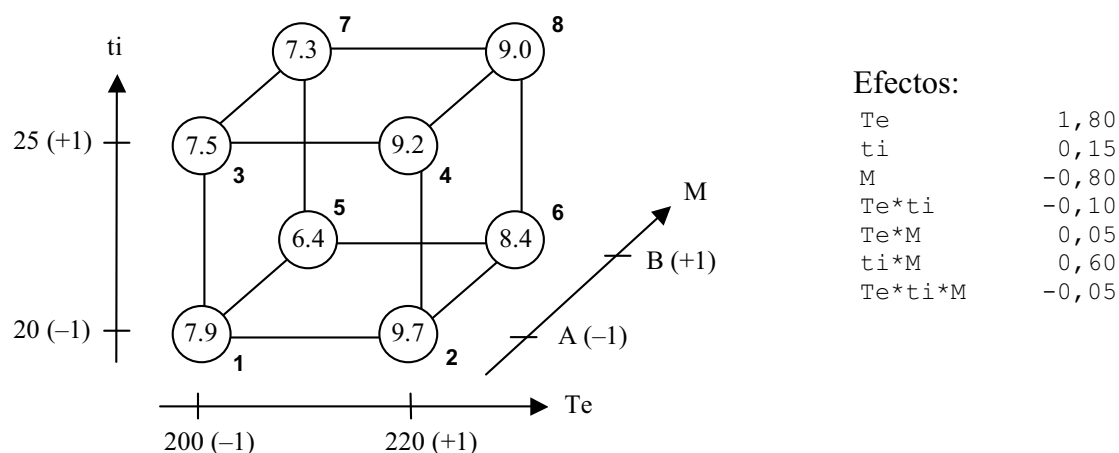 7
8
ti
7.3
9.0
25 (+1)
7.5
9.2
3
4
5
6
M
6.4
8.4
B (+1)
20 (–1)
7.9
9.7
A (–1)
1
2
Te
200 (–1)
220 (+1)
Efectos:
Te 1,80
ti 0,15
M -0,80
Te*ti -0,10
Te*M 0,05
ti*M 0,60
Te*ti*M -0,05